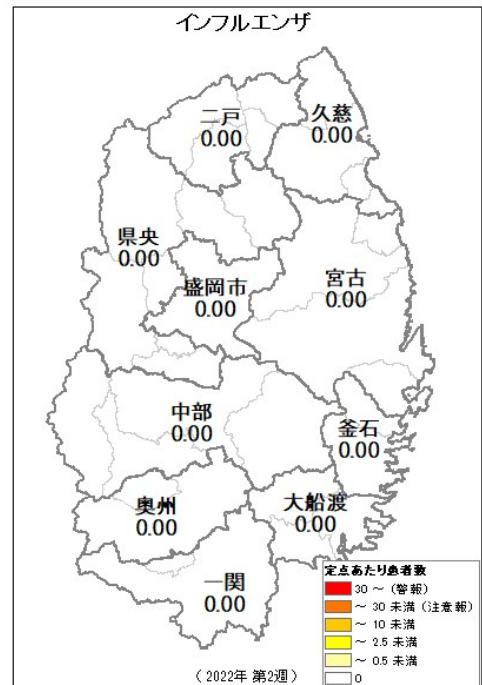 インフルエンザ
二戸
0.00
久慈
0.00
県央
0.00
盛岡市
0.00
宮古
0.00
中部
0.00
釜石
0.00
奥州
0.00
大船渡
0.00
一関
0.00
定点あたり患者数
30 ~ (警報)
~ 30 未満 (注意報)
~ 10 未満
~ 2.5 未満
~ 0.5 未満
0
(2022年 第2週)